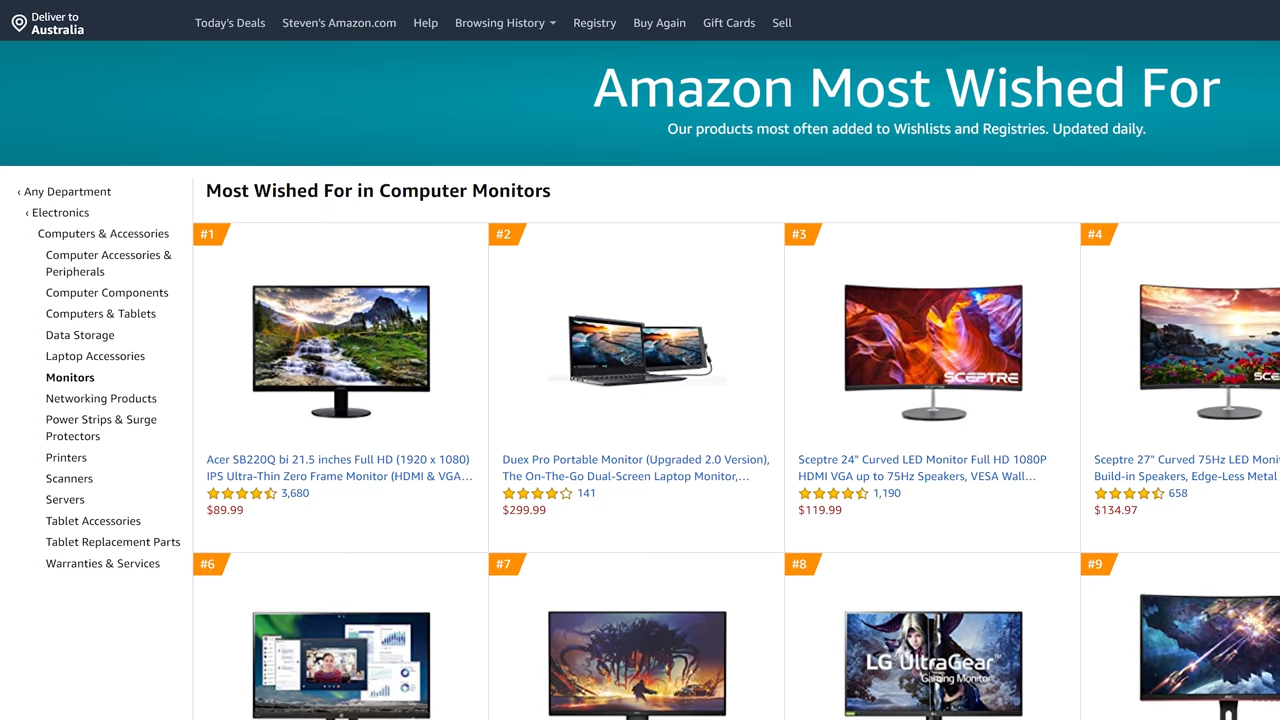 Deliver to
Australia
Today's Deals Steven's Amazon.com Help Browsing History Registry Buy Again Gift Cards Sell
Amazon Most Wished For
Our products most often added to Wishlists and Registries. Updated daily.
‹ Any Department
‹ Electronics
Computers & Accessories
Computer Accessories &
Peripherals
Computer Components
Computers & Tablets
Data Storage
Laptop Accessories
Monitors
Networking Products
Power Strips & Surge
Protectors
Printers
Scanners
Servers
Tablet Accessories
Tablet Replacement Parts
Warranties & Services
Most Wished For in Computer Monitors
#1
Acer SB220Q bi 21.5 inches Full HD (1920 x 1080)
IPS Ultra-Thin Zero Frame Monitor (HDMI & VGA…
3,680
$89.99
#2
Duex Pro Portable Monitor (Upgraded 2.0 Version),
The On-The-Go Dual-Screen Laptop Monitor,…
141
$299.99
#3
SCEPTRE
Sceptre 24" Curved LED Monitor Full HD 1080P
HDMI VGA up to 75Hz Speakers, VESA Wall…
1,190
$119.99
#4
SCE
Sceptre 27" Curved 75Hz LED Moni
Build-in Speakers, Edge-Less Metal
658
$134.97
#6
#7
#8
LG UltraGear™
Gaming Monitor
#9